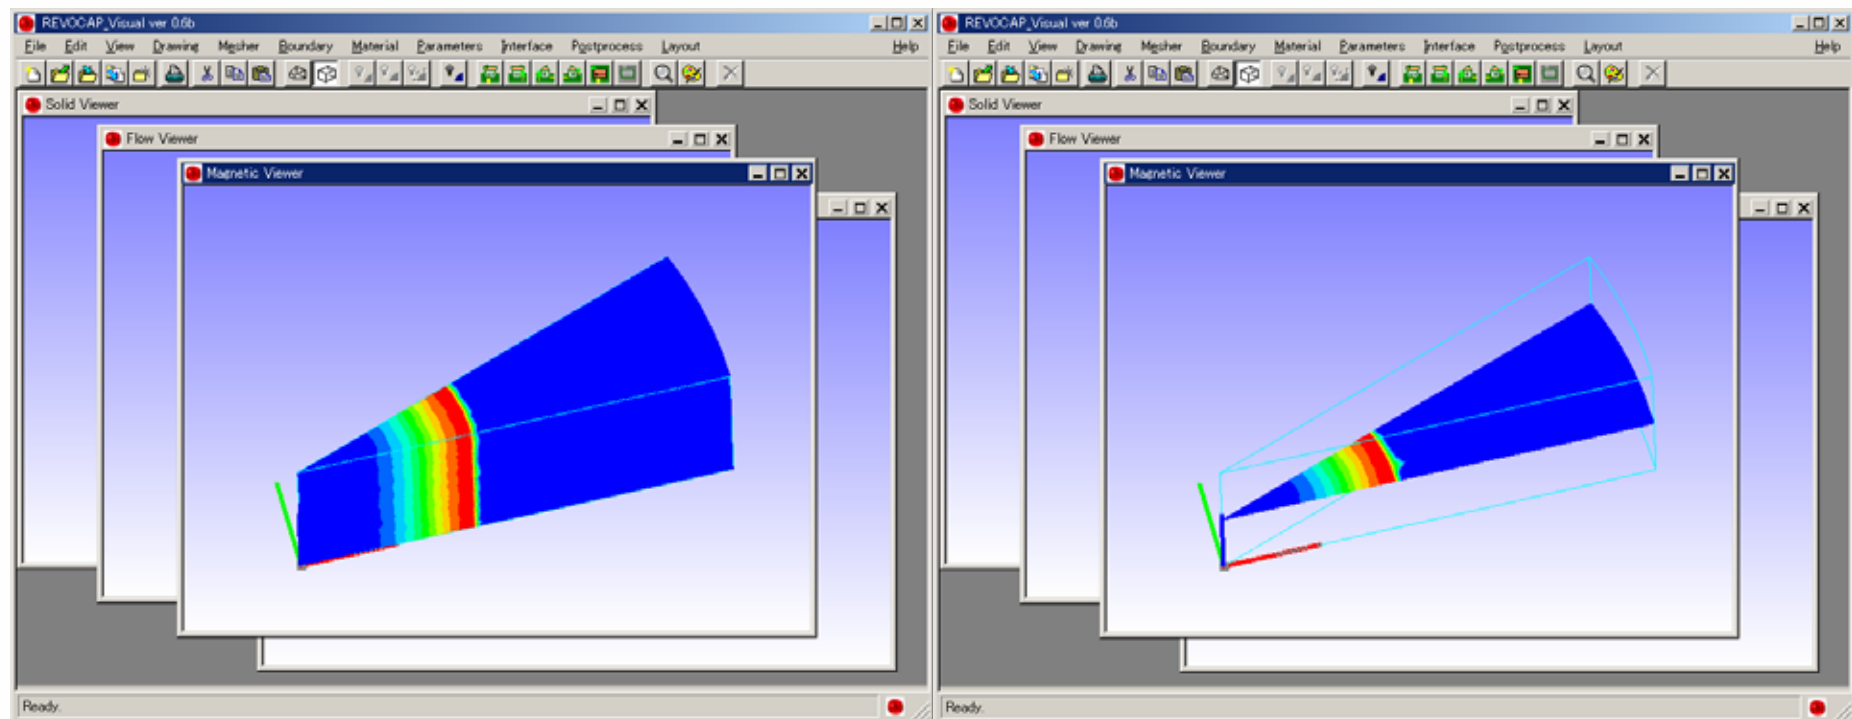 REVOCAP_Visual ver 0.6b
File Edit View Drawing Mesher Boundary Material Parameters Interface Postprocess Layout Help
Solid Viewer
Flow Viewer
Magnetic Viewer
Ready.
REVOCAP_Visual ver 0.6b
File Edit View Drawing Mesher Boundary Material Parameters Interface Postprocess Layout Help
Solid Viewer
Flow Viewer
Magnetic Viewer
Ready.